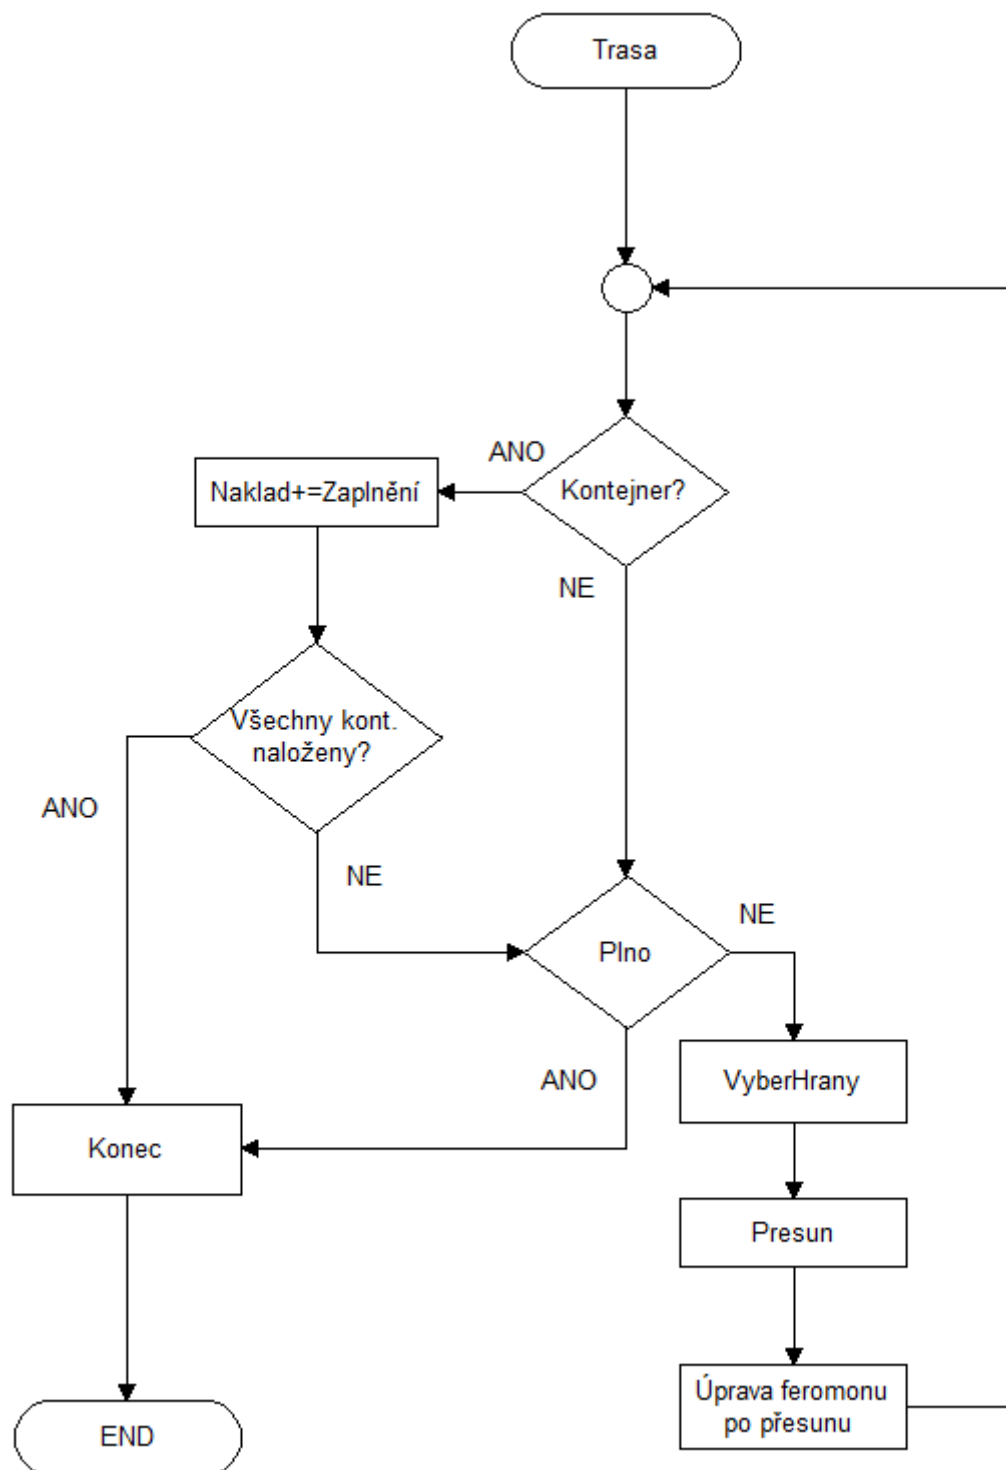 Trasa
ANO
Kontejner?
Naklad+=Zaplnění
NE
Všechny kont.
naloženy?
ANO
NE
NE
Plno
ANO
VyberHrany
Konec
Presun
Úprava feromonu
po přesunu
END